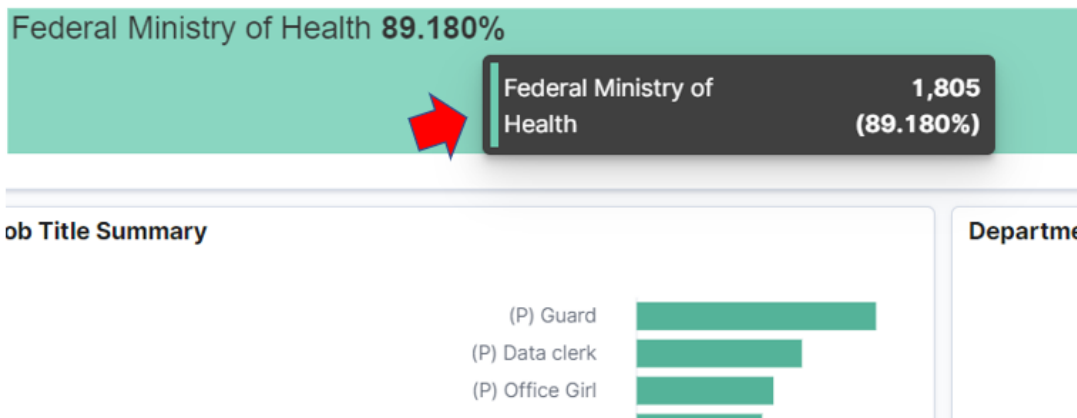 Federal Ministry of Health 89.180%
Federal Ministry of 1,805
Health (89.180%)
ob Title Summary
Departme
(P) Guard
(P) Data clerk
(P) Office Girl